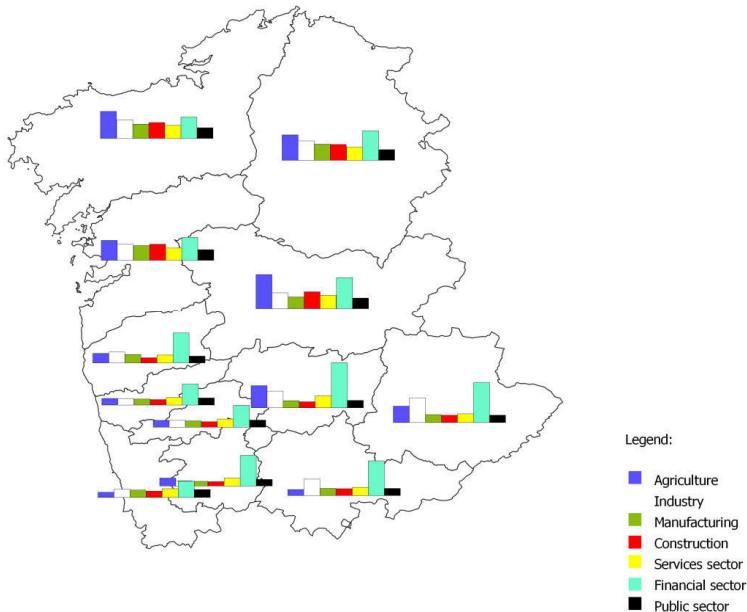 Legend:
Agriculture
Industry
Manufacturing
Construction
Services sector
Financial sector
Public sector